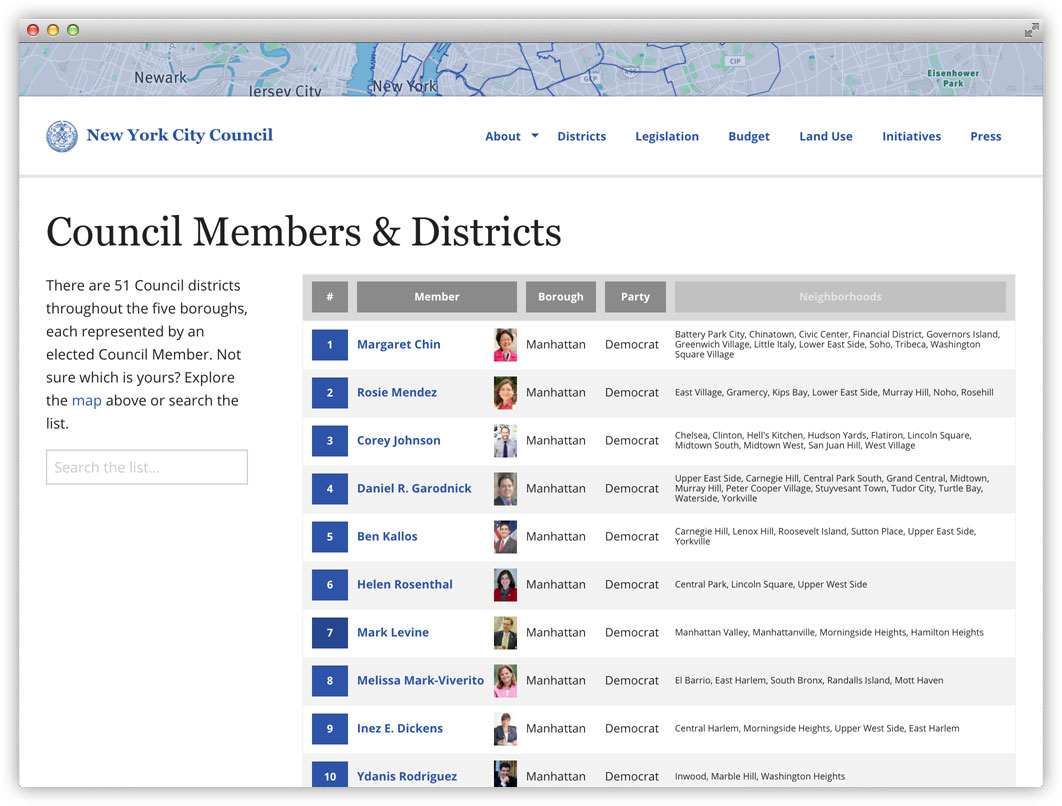 Newark
Jersey City
New York
CIP
GCP
Eisenhower
Park
New York City Council
About
Districts
Legislation
Budget
Land Use
Initiatives
Press
Council Members & Districts
There are 51 Council districts
throughout the five boroughs,
each represented by an
elected Council Member. Not
sure which is yours? Explore
the map above or search the
list.
Search the list...
# Member Borough Party Neighborhoods
1 Margaret Chin Manhattan Democrat Battery Park City, Chinatown, Civic Center, Financial District, Governors Island,
Greenwich Village, Little Italy, Lower East Side, Soho, Tribeca, Washington
Square Village
2 Rosie Mendez Manhattan Democrat East Village, Gramercy, Kips Bay, Lower East Side, Murray Hill, Noho, Rosehill
3 Corey Johnson Manhattan Democrat Chelsea, Clinton, Hell's Kitchen, Hudson Yards, Flatiron, Lincoln Square,
Midtown South, Midtown West, San Juan Hill, West Village
4 Daniel R. Garodnick Manhattan Democrat Upper East Side, Carnegie Hill, Central Park South, Grand Central, Midtown,
Murray Hill, Peter Cooper Village, Stuyvesant Town, Tudor City, Turtle Bay,
Waterside, Yorkville
5 Ben Kallos Manhattan Democrat Carnegie Hill, Lenox Hill, Roosevelt Island, Sutton Place, Upper East Side,
Yorkville
6 Helen Rosenthal Manhattan Democrat Central Park, Lincoln Square, Upper West Side
7 Mark Levine Manhattan Democrat Manhattan Valley, Manhattanville, Morningside Heights, Hamilton Heights
8 Melissa Mark-Viverito Manhattan Democrat El Barrio, East Harlem, South Bronx, Randalls Island, Mott Haven
9 Inez E. Dickens Manhattan Democrat Central Harlem, Morningside Heights, Upper West Side, East Harlem
10 Ydanis Rodriguez Manhattan Democrat Inwood, Marble Hill, Washington Heights